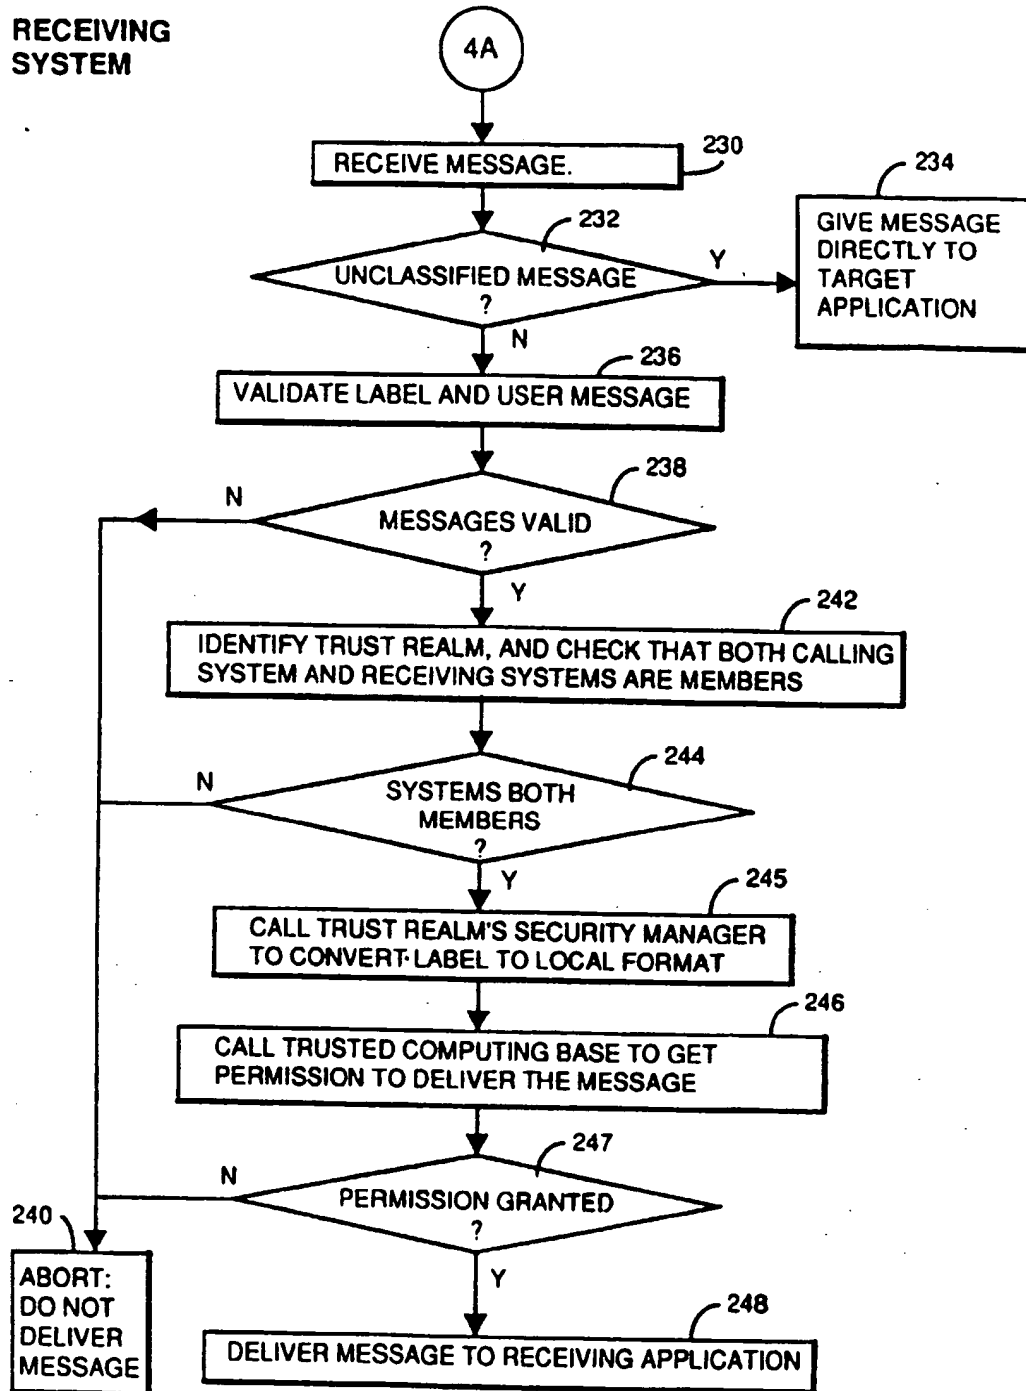 RECEIVING
SYSTEM
4A
230
RECEIVE MESSAGE.
234
GIVE MESSAGE
DIRECTLY TO
TARGET
APPLICATION
232
UNCLASSIFIED MESSAGE
?
Y
N
236
VALIDATE LABEL AND USER MESSAGE
238
N
MESSAGES VALID
?
Y
242
IDENTIFY TRUST REALM, AND CHECK THAT BOTH CALLING
SYSTEM AND RECEIVING SYSTEMS ARE MEMBERS
244
N
SYSTEMS BOTH
MEMBERS
?
Y
245
CALL TRUST REALM'S SECURITY MANAGER
TO CONVERT LABEL TO LOCAL FORMAT
246
CALL TRUSTED COMPUTING BASE TO GET
PERMISSION TO DELIVER THE MESSAGE
247
N
PERMISSION GRANTED
?
Y
240
ABORT:
DO NOT
DELIVER
MESSAGE
248
DELIVER MESSAGE TO RECEIVING APPLICATION